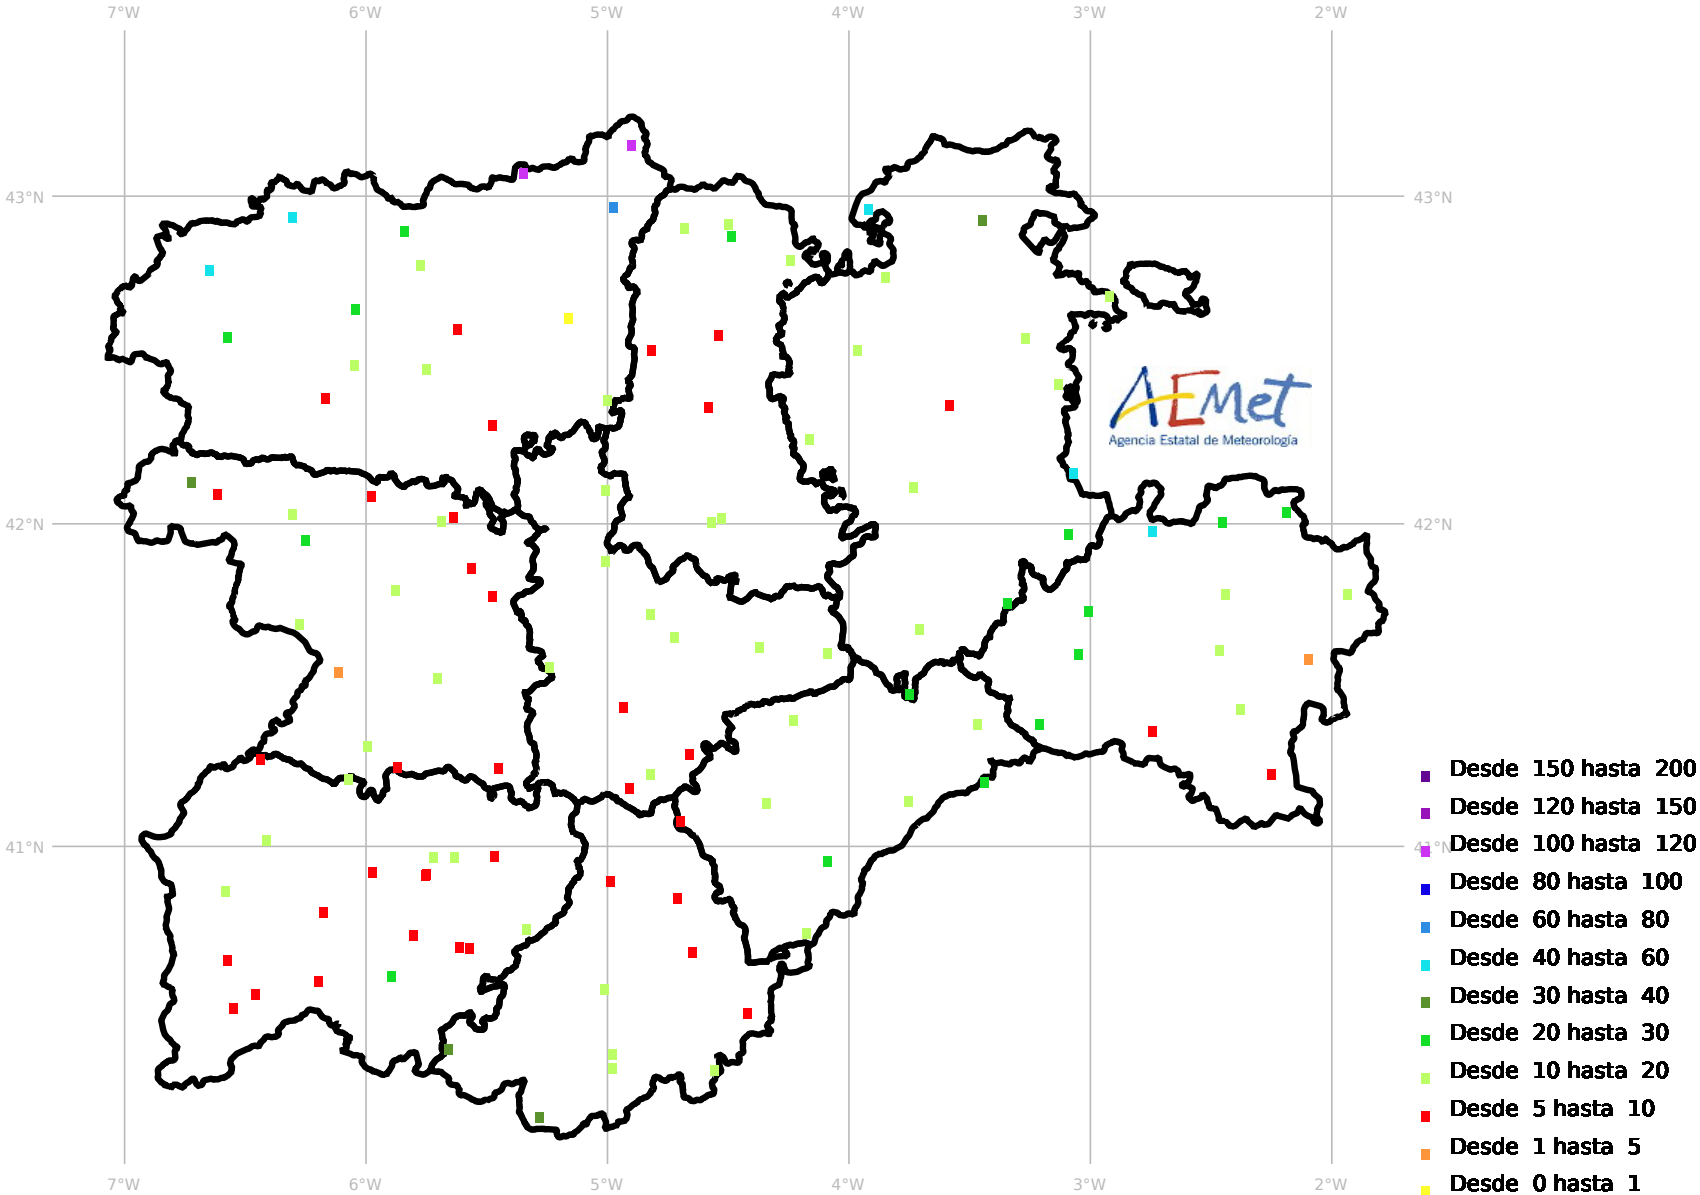 7°W 6°W 5°W 4°W 3°W 2°W
43°N 43°N
AEMet
Agencia Estatal de Meteorología
42°N 42°N
Desde 150 hasta 200
Desde 120 hasta 150
41°N 41°N
Desde 100 hasta 120
Desde 80 hasta 100
Desde 60 hasta 80
Desde 40 hasta 60
Desde 30 hasta 40
Desde 20 hasta 30
Desde 10 hasta 20
Desde 5 hasta 10
Desde 1 hasta 5
Desde 0 hasta 1
7°W 6°W 5°W 4°W 3°W 2°W